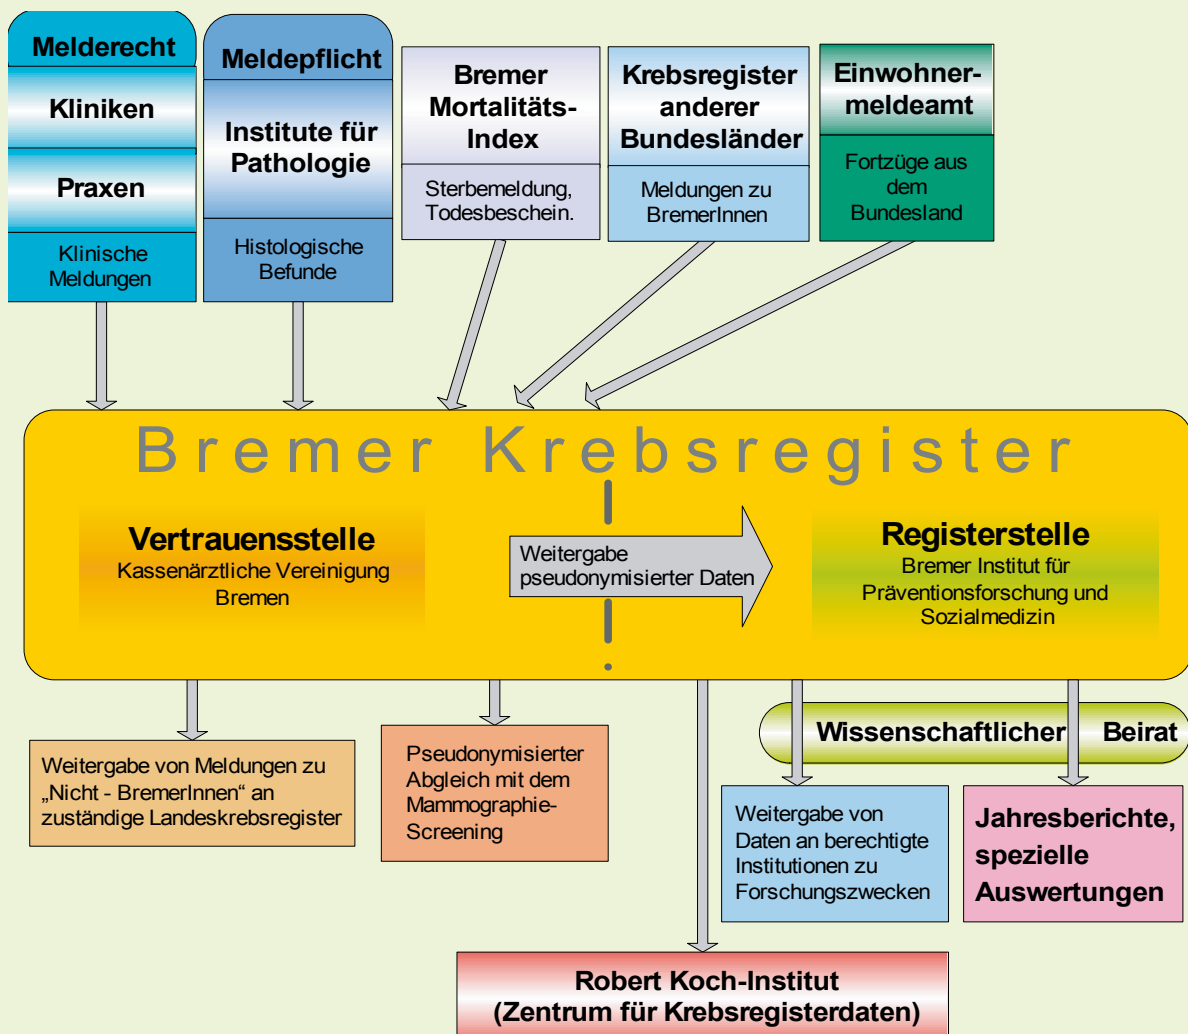 Melderecht
Kliniken
Praxen
Klinische
Meldungen
Meldepflicht
Institute für
Pathologie
Histologische
Befunde
Bremer
Mortalitäts-
Index
Sterbemeldung,
Todesbeschein.
Krebsregister
anderer
Bundesländer
Meldungen zu
BremerInnen
Einwohner-
meldeamt
Fortzüge aus
dem
Bundesland
Bremer Krebsregister
Vertrauensstelle
Kassenärztliche Vereinigung
Bremen
Weitergabe
pseudonymisierter Daten
Registerstelle
Bremer Institut für
Präventionsforschung und
Sozialmedizin
Weitergabe von Meldungen zu
„Nicht - BremerInnen“ an
zuständige Landeskrebsregister
Pseudonymisierter
Abgleich mit dem
Mammographie-
Screening
Wissenschaftlicher Beirat
Weitergabe von
Daten an berechtigte
Institutionen zu
Forschungszwecken
Jahresberichte,
spezielle
Auswertungen
Robert Koch-Institut
(Zentrum für Krebsregisterdaten)